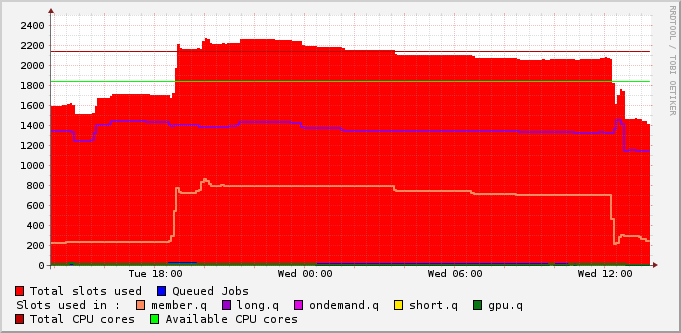 RRDTOOL / TOBI OETIKER
2400
2200
2000
1800
1600
1400
1200
1000
800
600
400
200
0
Tue 18:00 Wed 00:00 Wed 06:00 Wed 12:00
Total slots used Queued Jobs
Slots used in : member.q long.q ondemand.q short.q gpu.q
Total CPU cores Available CPU cores